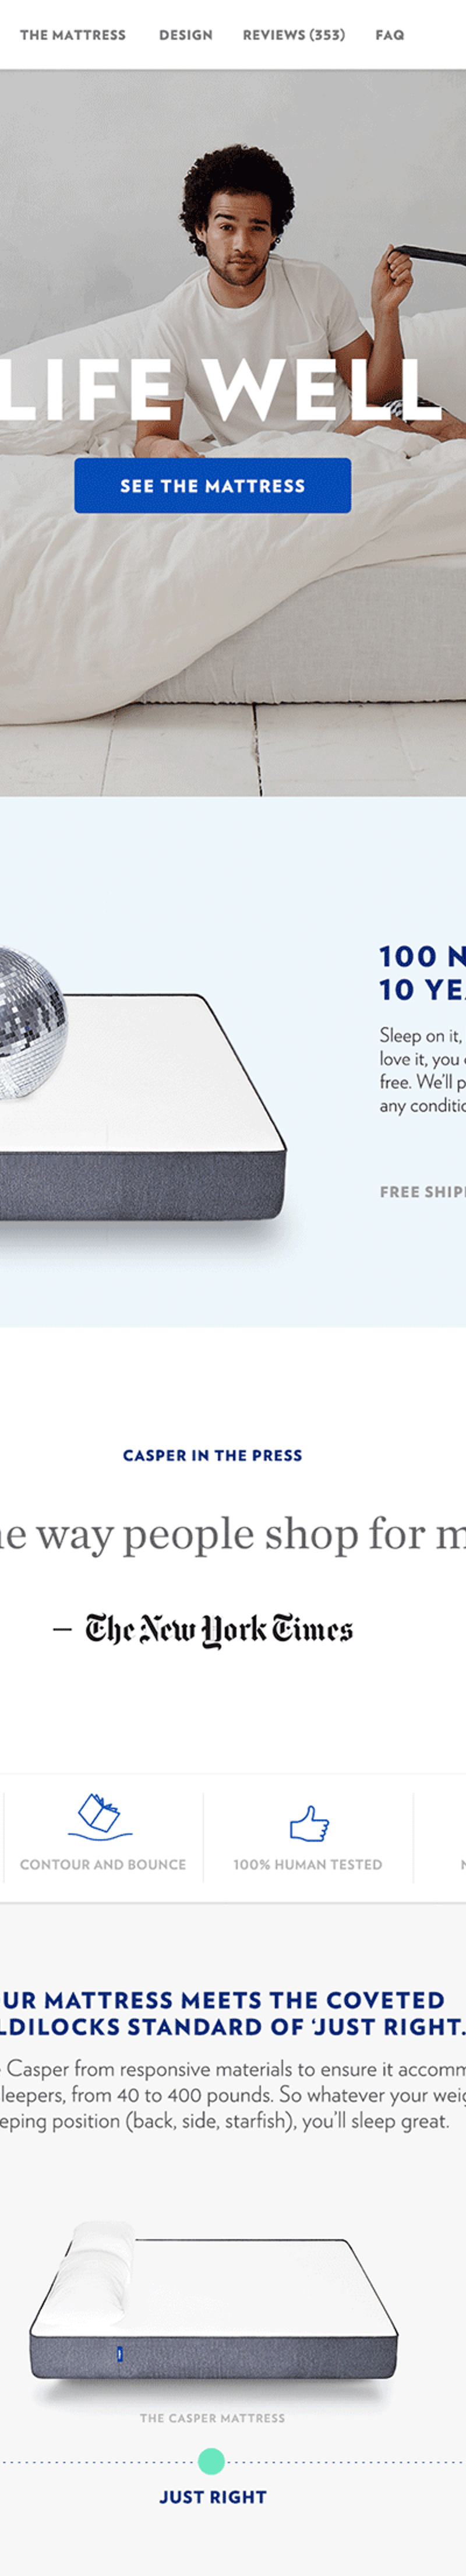 THE MATTRESS DESIGN REVIEWS (353) FAQ
LIFE WELL
SEE THE MATTRESS
100 N
10 YE
Sleep on it,
love it, you
free. We'll p
any conditio
FREE SHIP
CASPER IN THE PRESS
he way people shop for m
— The New York Times
CONTOUR AND BOUNCE
100% HUMAN TESTED
N
OUR MATTRESS MEETS THE COVETED
LDILOCKS STANDARD OF ‘JUST RIGHT.
Casper from responsive materials to ensure it accomm
sleepers, from 40 to 400 pounds. So whatever your weig
eeping position (back, side, starfish), you'll sleep great.
THE CASPER MATTRESS
JUST RIGHT